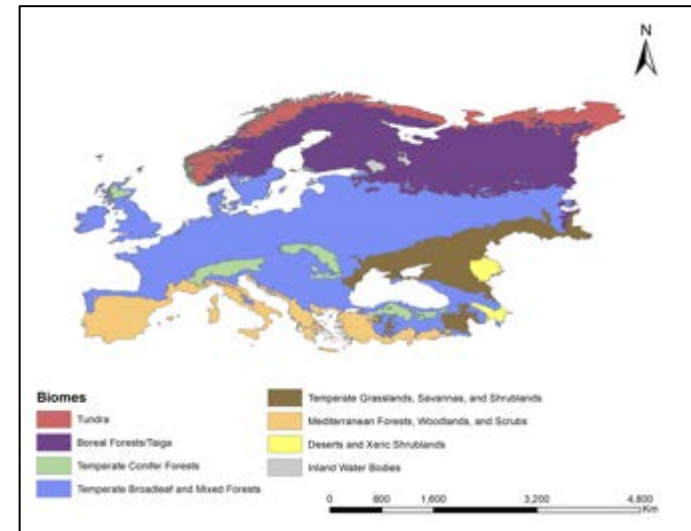 N
Biomes
Tundra
Boreal Forests/Taiga
Temperate Conifer Forests
Temperate Broadleaf and Mixed Forests
Temperate Grasslands, Savannas, and Shrublands
Mediterranean Forests, Woodlands, and Scrubs
Deserts and Xeric Shrublands
Inland Water Bodies
0 800 1,600 3,200 4,800
Km